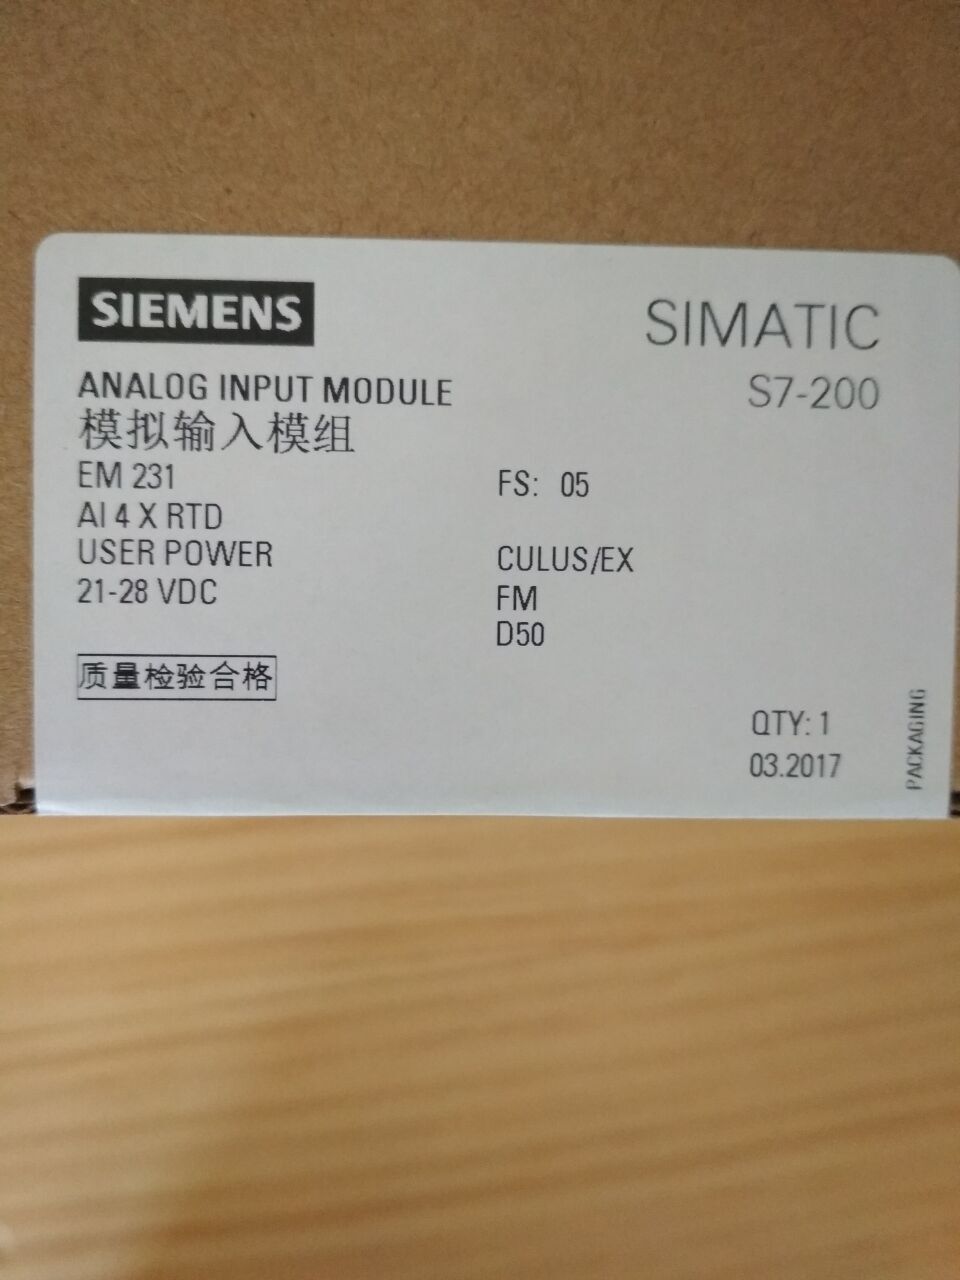 SIEMENS
SIMATIC
S7-200
ANALOG INPUT MODULE
模拟输入模组
EM 231
FS: 05
AI 4 X RTD
USER POWER
CULUS/EX
21-28 VDC
FM
D50
质量检验合格
QTY: 1
03.2017
PACKAGING